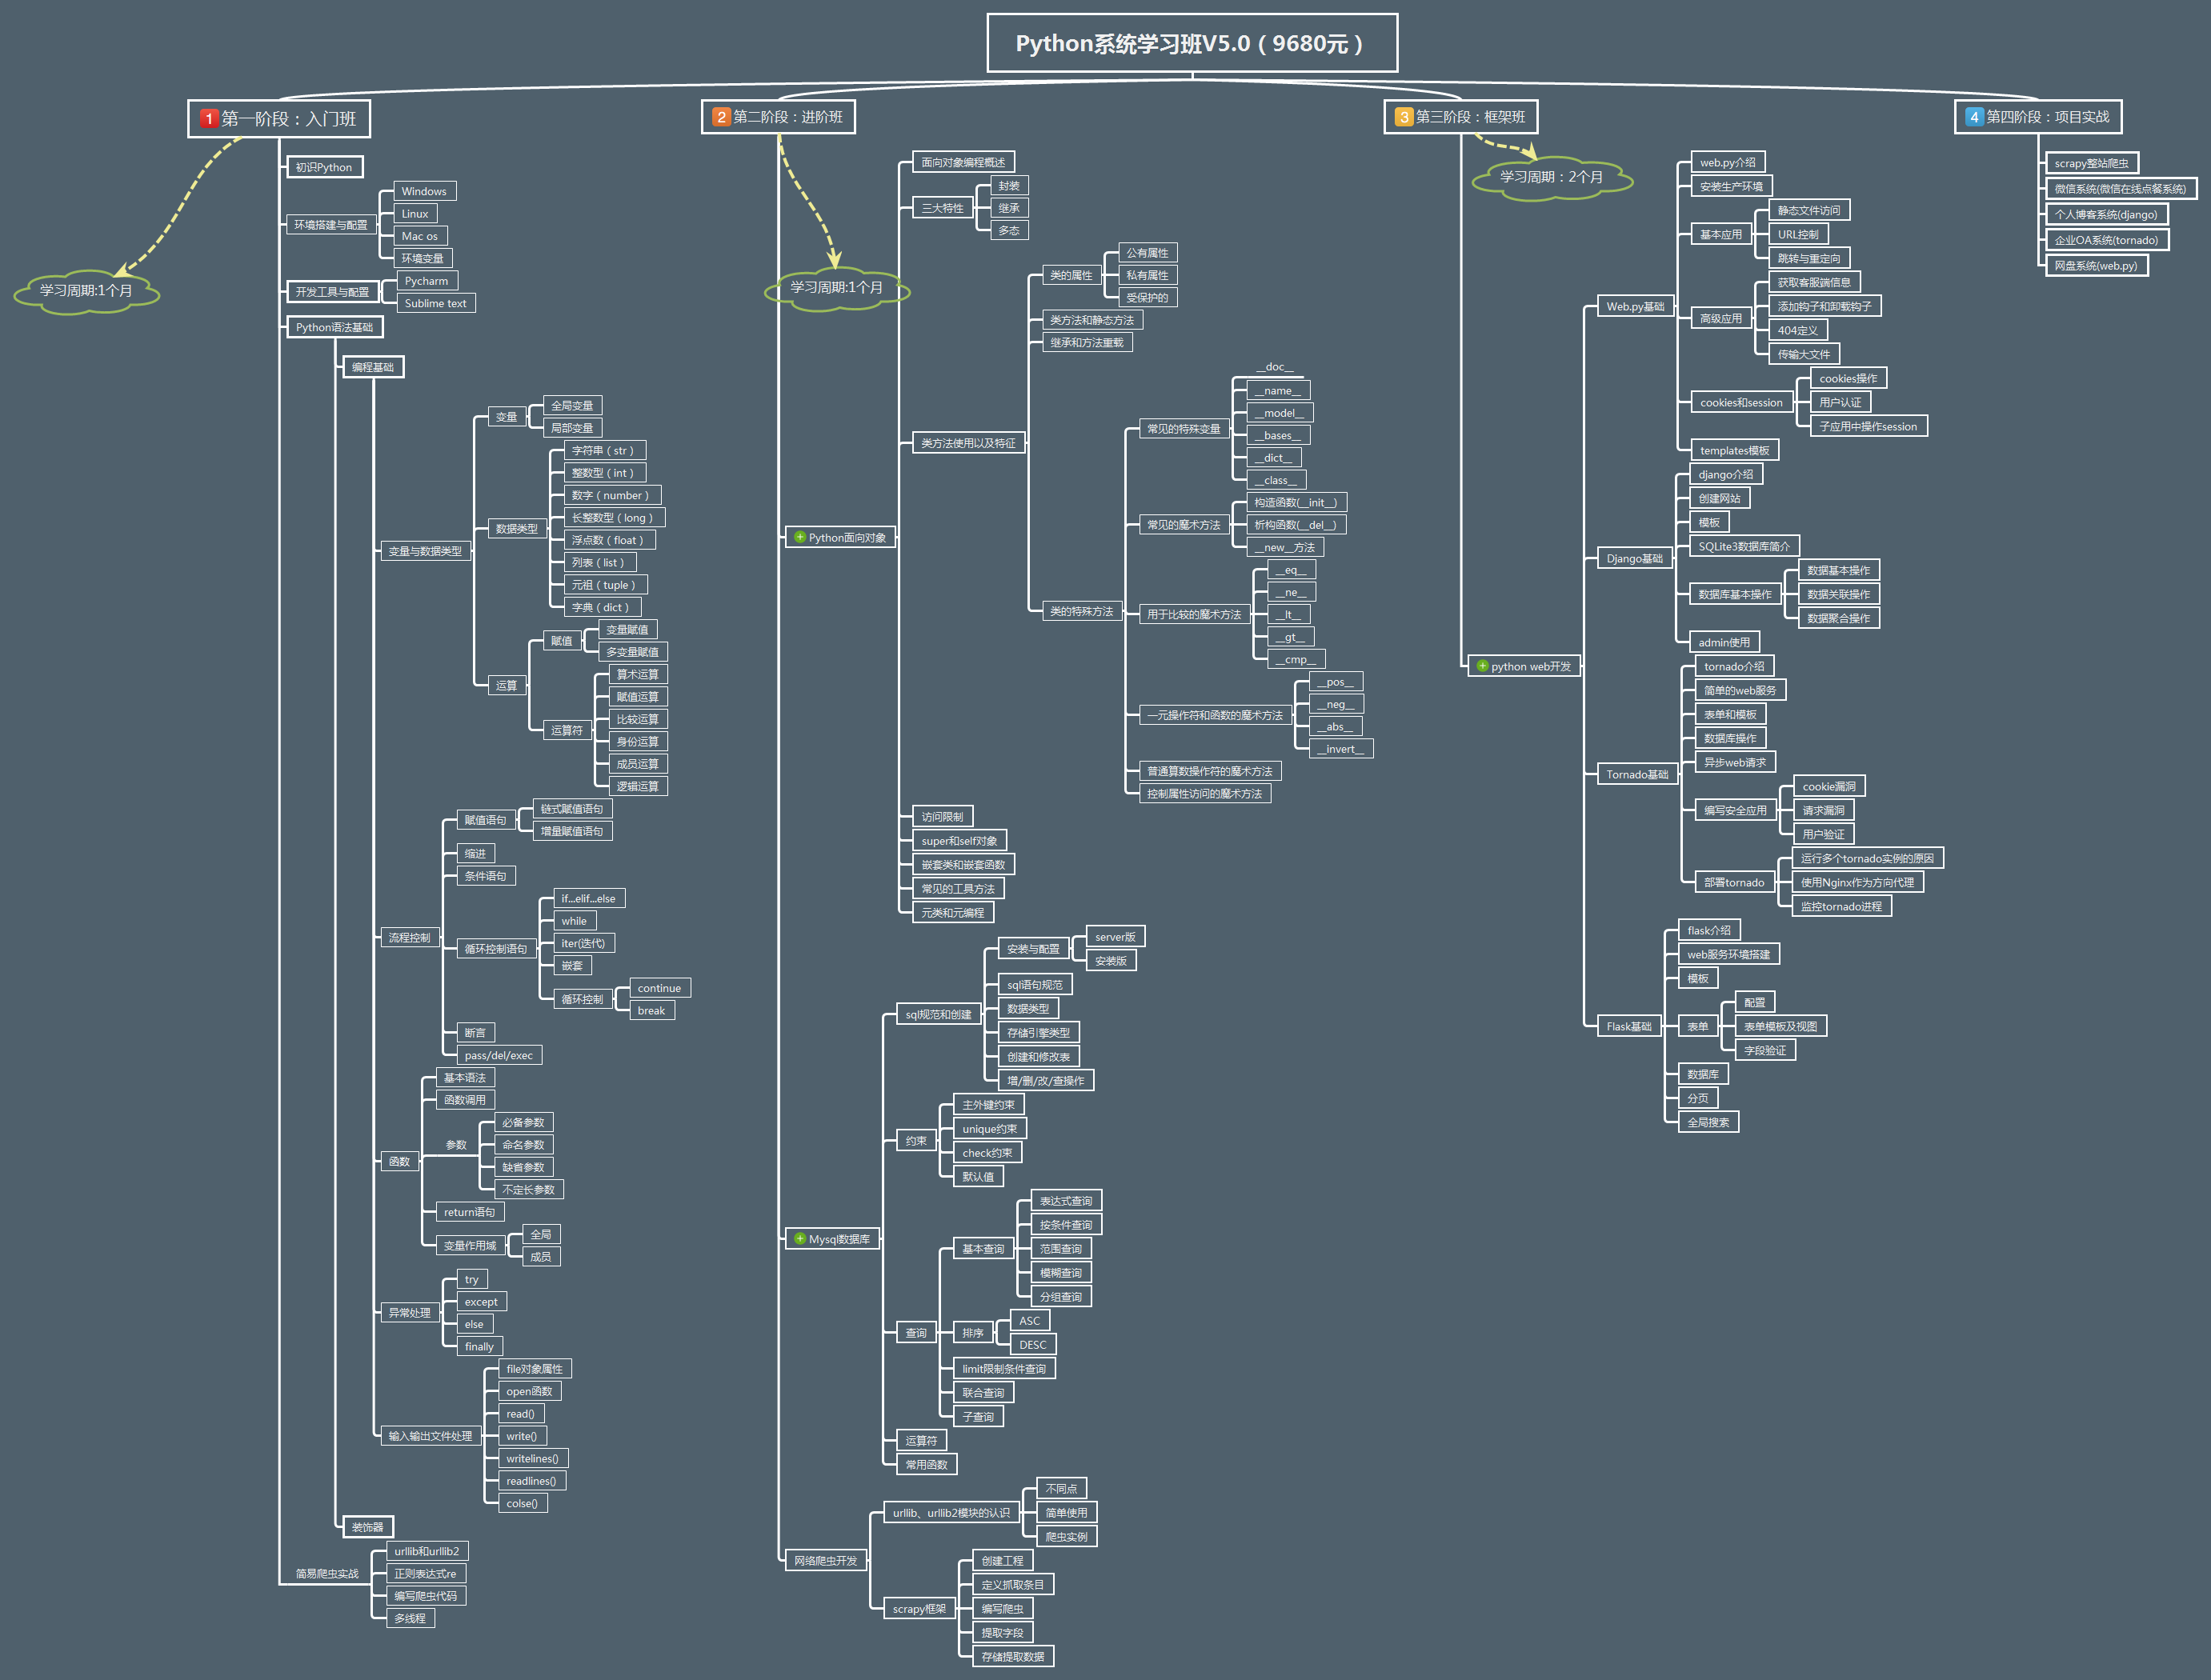 Python系统学习班V5.0（9680元）
1 第一阶段：入门班
学习周期:1个月
初识Python
环境搭建与配置
Windows
Linux
Mac os
环境变量
开发工具与配置
Pycharm
Sublime text
Python语法基础
编程基础
变量与数据类型
变量
全局变量
局部变量
数据类型
字符串（str）
整数型（int）
数字（number）
长整数型（long）
浮点数（float）
列表（list）
元祖（tuple）
字典（dict）
运算
赋值
变量赋值
多变量赋值
运算符
算术运算
赋值运算
比较运算
身份运算
成员运算
逻辑运算
流程控制
赋值语句
链式赋值语句
增量赋值语句
缩进
条件语句
循环控制语句
if...elif...else
while
iter(迭代)
嵌套
循环控制
continue
break
断言
pass/del/exec
函数
基本语法
函数调用
参数
必备参数
命名参数
缺省参数
不定长参数
return语句
变量作用域
全局
成员
异常处理
try
except
else
finally
输入输出文件处理
file对象属性
open函数
read()
write()
writelines()
readlines()
colse()
装饰器
简易爬虫实战
urllib和urllib2
正则表达式re
编写爬虫代码
多线程
2 第二阶段：进阶班
学习周期:1个月
Python面向对象
面向对象编程概述
三大特性
封装
继承
多态
类方法使用以及特征
类的属性
公有属性
私有属性
受保护的
类方法和静态方法
继承和方法重载
类的特殊方法
常见的特殊变量
__doc__
__name__
__model__
__bases__
__dict__
__class__
常见的魔术方法
构造函数(__init__)
析构函数(__del__)
__new__方法
用于比较的魔术方法
__eq__
__ne__
__lt__
__gt__
__cmp__
一元操作符和函数的魔术方法
__pos__
__neg__
__abs__
__invert__
普通算数操作符的魔术方法
控制属性访问的魔术方法
访问限制
super和self对象
嵌套类和嵌套函数
常见的工具方法
元类和元编程
Mysql数据库
sql规范和创建
安装与配置
server版
安装版
sql语句规范
数据类型
存储引擎类型
创建和修改表
增/删/改/查操作
约束
主外键约束
unique约束
check约束
默认值
查询
基本查询
表达式查询
按条件查询
范围查询
模糊查询
分组查询
排序
ASC
DESC
limit限制条件查询
联合查询
子查询
运算符
常用函数
网络爬虫开发
urllib、urllib2模块的认识
不同点
简单使用
爬虫实例
scrapy框架
创建工程
定义抓取条目
编写爬虫
提取字段
存储提取数据
3 第三阶段：框架班
学习周期：2个月
python web开发
Web.py基础
web.py介绍
安装生产环境
基本应用
静态文件访问
URL控制
跳转与重定向
高级应用
获取客服端信息
添加钩子和卸载钩子
404定义
传输大文件
cookies和session
cookies操作
用户认证
子应用中操作session
templates模板
Django基础
django介绍
创建网站
模板
SQLite3数据库简介
数据库基本操作
数据基本操作
数据关联操作
数据聚合操作
admin使用
Tornado基础
tornado介绍
简单的web服务
表单和模板
数据库操作
异步web请求
编写安全应用
cookie漏洞
请求漏洞
用户验证
部署tornado
运行多个tornado实例的原因
使用Nginx作为方向代理
监控tornado进程
Flask基础
flask介绍
web服务环境搭建
模板
表单
配置
表单模板及视图
字段验证
数据库
分页
全局搜索
4 第四阶段：项目实战
scrapy整站爬虫
微信系统(微信在线点餐系统)
个人博客系统(django)
企业OA系统(tornado)
网盘系统(web.py)